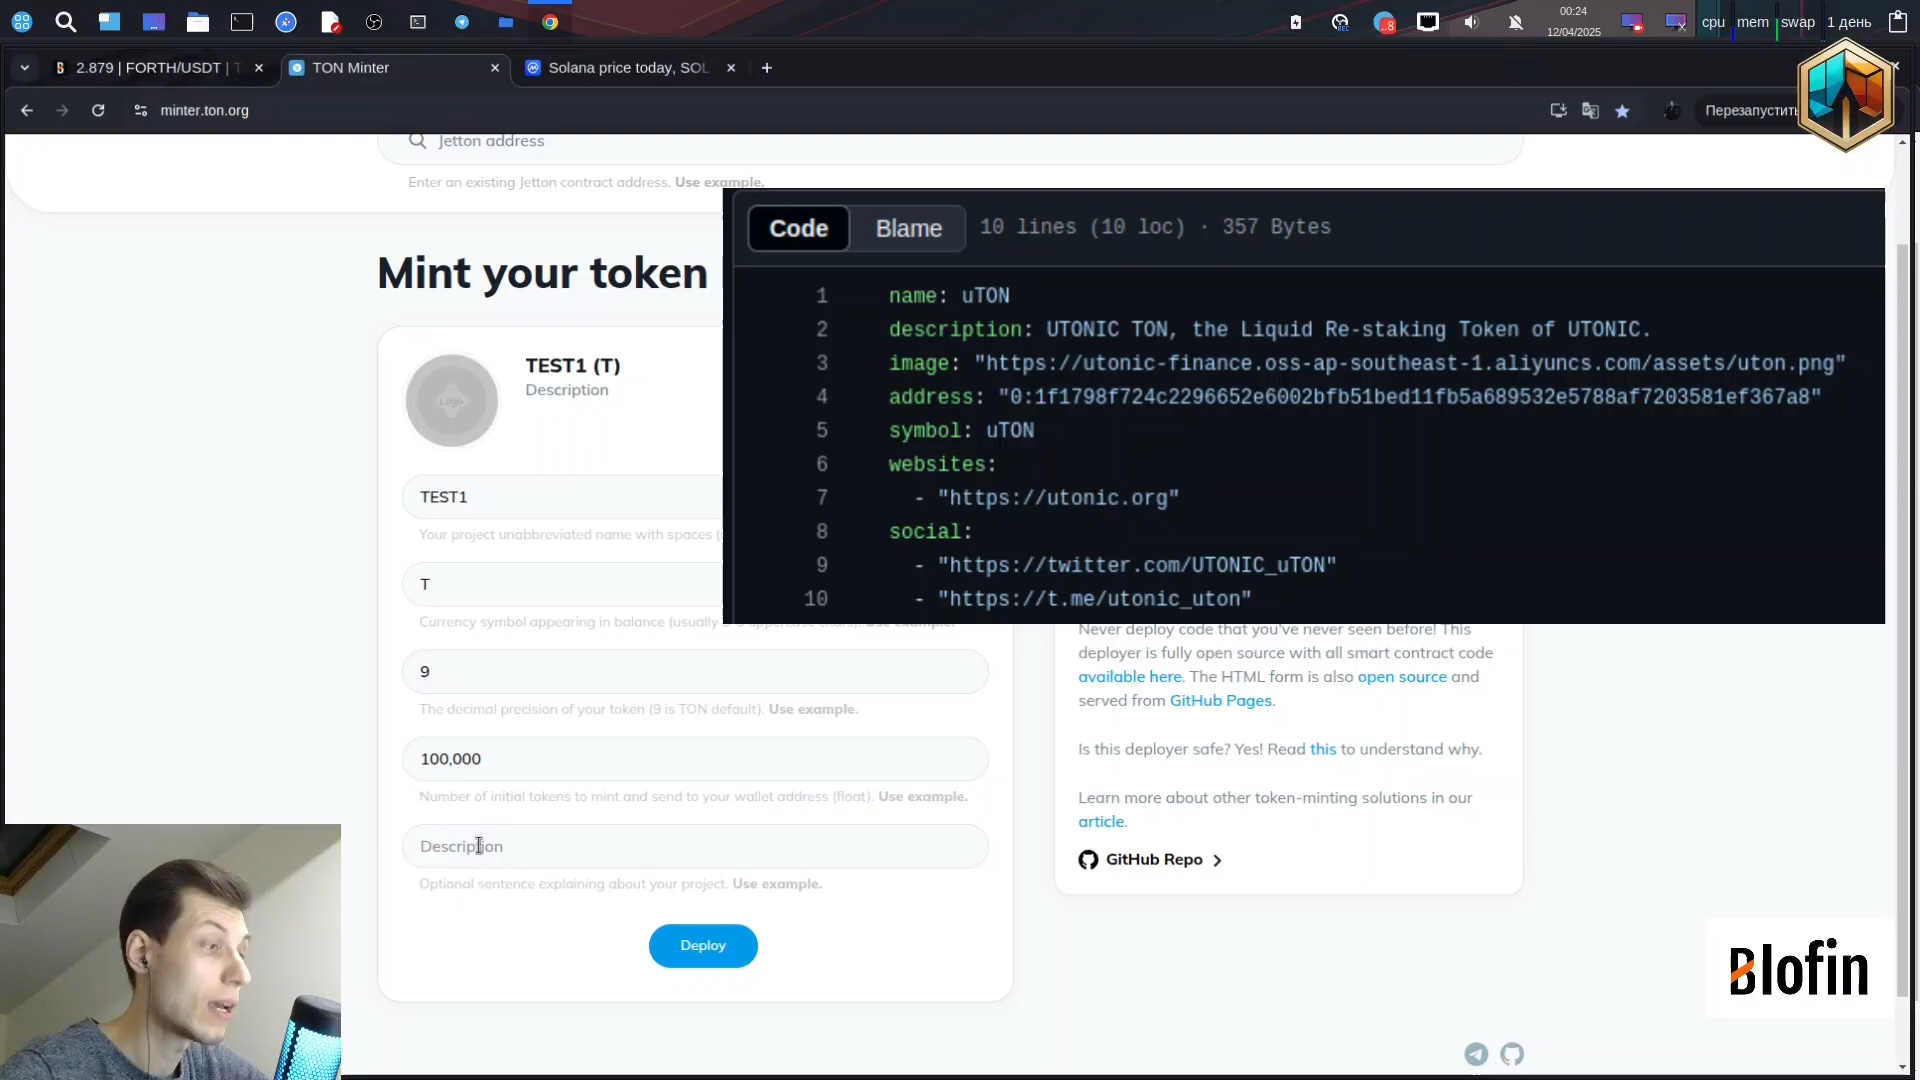 00:24
12/04/2025
cpu mem swap 1 день
2.879 | FORTH/USDT |
TON Minter
Solana price today, SOL
minter.ton.org
Перезапустить
Jetton address
Enter an existing Jetton contract address. Use example.
Mint your token
TEST1 (T)
Description
Logo
TEST1
Your project unabbreviated name with spaces
T
Currency symbol appearing in balance (usually 3-5 uppercase chars). Use example.
9
The decimal precision of your token (9 is TON default). Use example.
100,000
Number of initial tokens to mint and send to your wallet address (float). Use example.
Description
Optional sentence explaining about your project. Use example.
Deploy
Code Blame 10 lines (10 loc) · 357 Bytes
1 name: uTON
2 description: UTONIC TON, the Liquid Re-staking Token of UTONIC.
3 image: "https://utonic-finance.oss-ap-southeast-1.aliyuncs.com/assets/uton.png"
4 address: "0:1f1798f724c2296652e6002bfb51bed11fb5a689532e5788af7203581ef367a8"
5 symbol: uTON
6 websites:
7 - "https://utonic.org"
8 social:
9 - "https://twitter.com/UTONIC_uTON"
10 - "https://t.me/utonic_uton"
Never deploy code that you've never seen before! This
deployer is fully open source with all smart contract code
available here. The HTML form is also open source and
served from GitHub Pages.
Is this deployer safe? Yes! Read this to understand why.
Learn more about other token-minting solutions in our
article.
GitHub Repo
Blofin